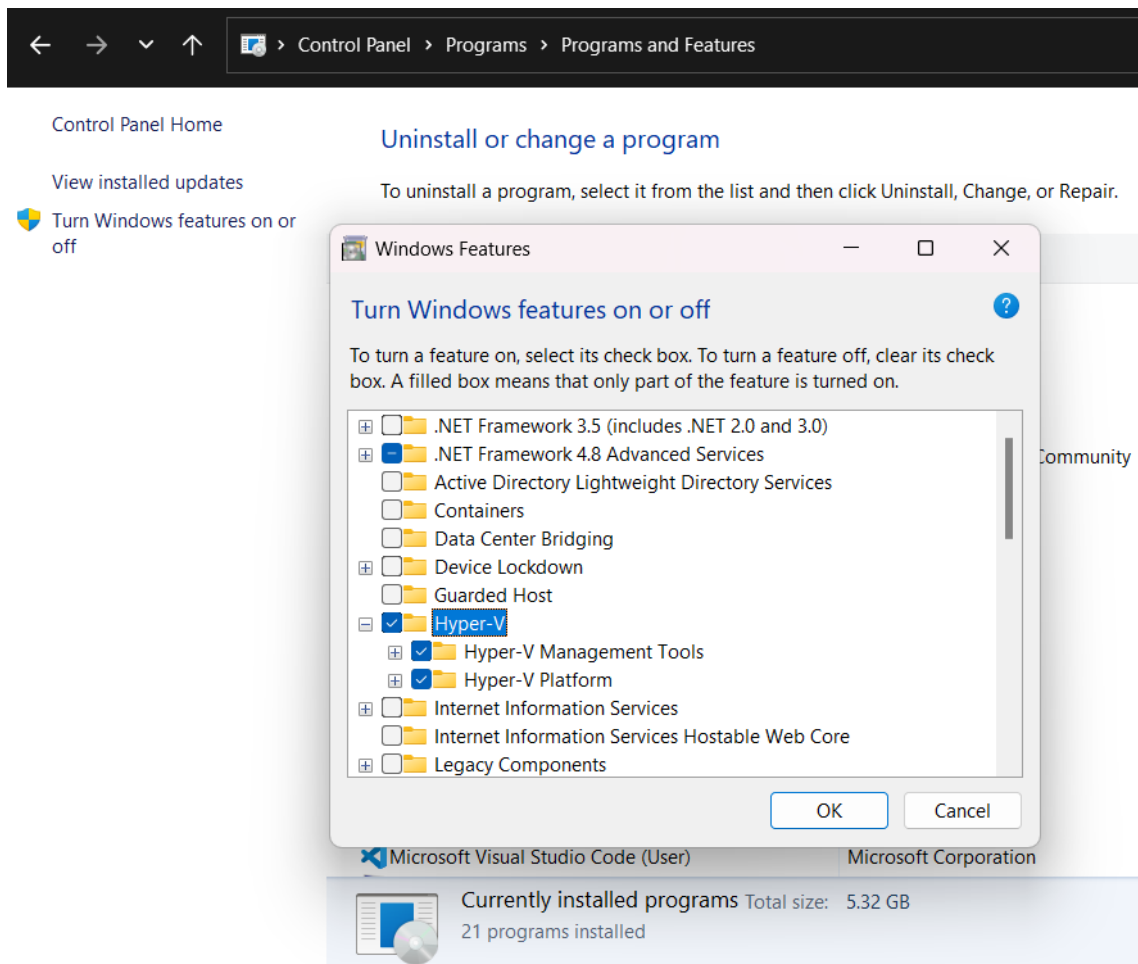 Control Panel > Programs > Programs and Features
Control Panel Home
View installed updates
Turn Windows features on or
off
Uninstall or change a program
To uninstall a program, select it from the list and then click Uninstall, Change, or Repair.
Windows Features
Turn Windows features on or off
To turn a feature on, select its check box. To turn a feature off, clear its check
box. A filled box means that only part of the feature is turned on.
.NET Framework 3.5 (includes .NET 2.0 and 3.0)
.NET Framework 4.8 Advanced Services
Active Directory Lightweight Directory Services
Containers
Data Center Bridging
Device Lockdown
Guarded Host
Hyper-V
Hyper-V Management Tools
Hyper-V Platform
Internet Information Services
Internet Information Services Hostable Web Core
Legacy Components
OK Cancel
Community
Microsoft Visual Studio Code (User) Microsoft Corporation
Currently installed programs Total size: 5.32 GB
21 programs installed